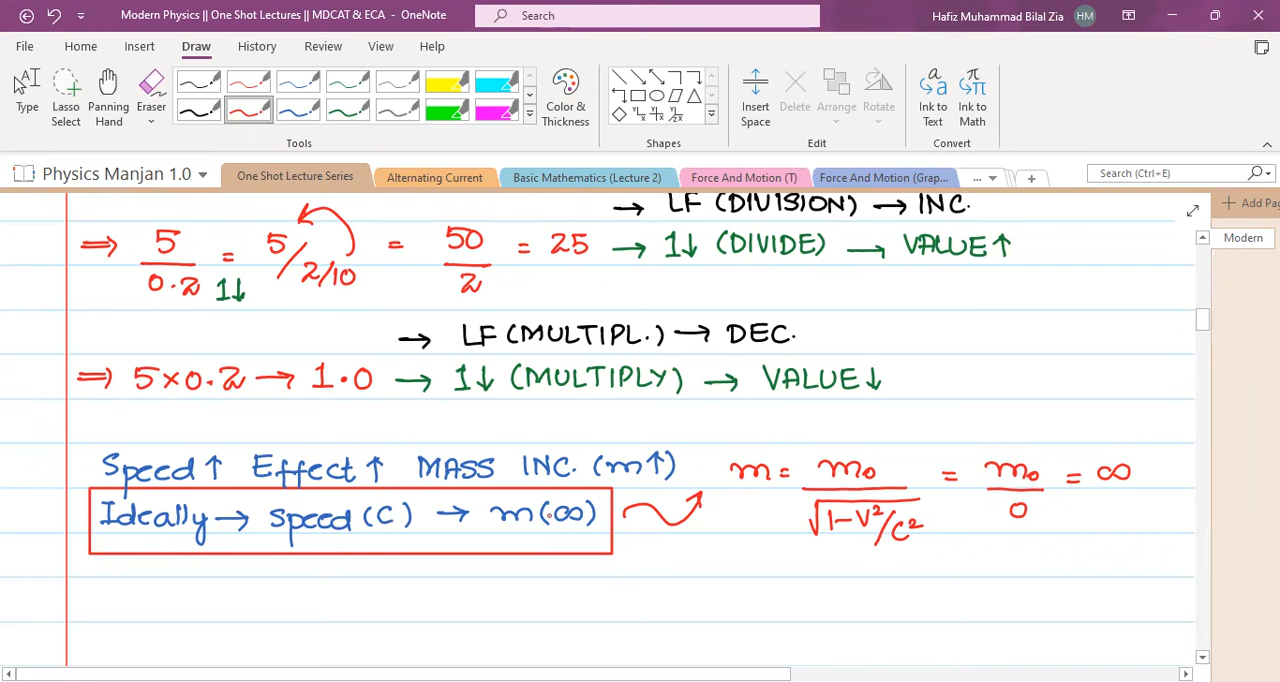 Modern Physics || One Shot Lectures || MDCAT & ECA - OneNote
Search
Hafiz Muhammad Bilal Zia HM
File Home Insert Draw History Review View Help
Type Lasso Select Panning Hand Eraser Color & Thickness Insert Space Delete Arrange Rotate Ink to Text Ink to Math
Tools Shapes Edit Convert
Physics Manjan 1.0 One Shot Lecture Series Alternating Current Basic Mathematics (Lecture 2) Force And Motion (T) Force And Motion (Grap... ... Search (Ctrl+E)
Add Pag
Modern
→ LF (DIVISION) → INC.
⇒ 5/0.2 = 5/2/10 = 50/2 = 25 → 1↓ (DIVIDE) → VALUE↑
1↓
→ LF (MULTIPL.) → DEC.
⇒ 5×0.2 → 1.0 → 1↓ (MULTIPLY) → VALUE↓
Speed↑ Effect↑ MASS INC. (m↑) m = m₀/√1-V²/C² = m₀/0 = ∞
Ideally → Speed (C) → m(∞)